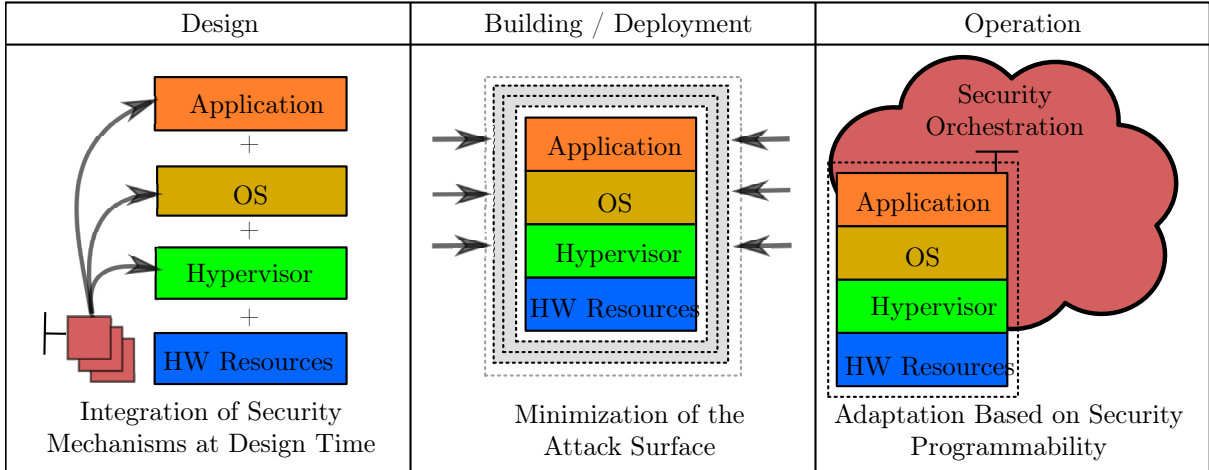 Design
Application
+
OS
+
Hypervisor
+
HW Resources
Integration of Security
Mechanisms at Design Time
Building / Deployment
Application
OS
Hypervisor
HW Resources
Minimization of the
Attack Surface
Operation
Security
Orchestration
Application
OS
Hypervisor
HW Resources
Adaptation Based on Security
Programmability